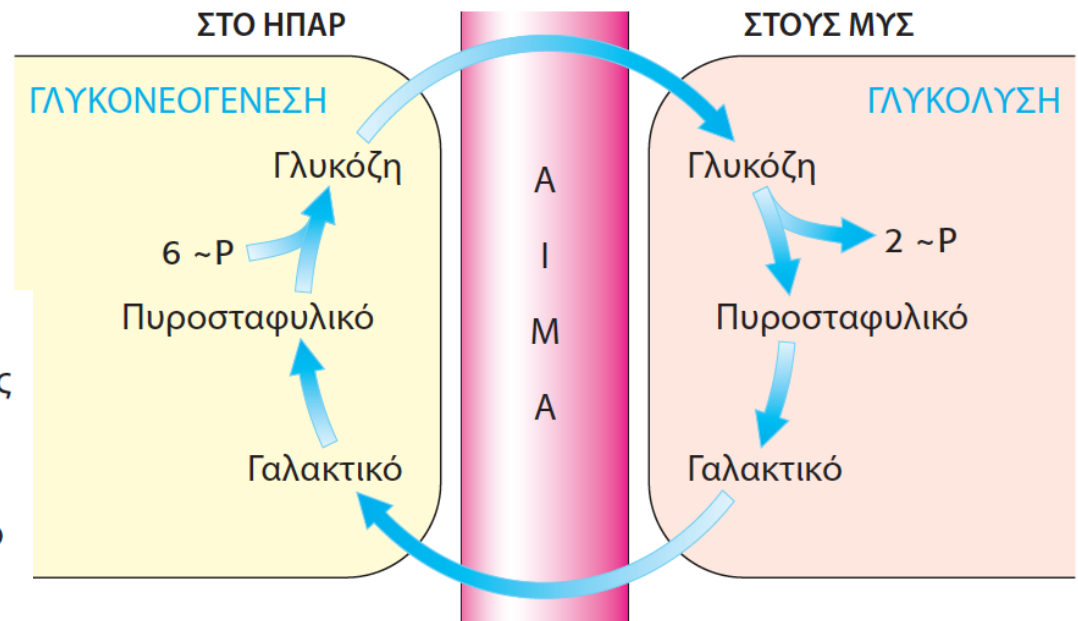 ΣΤΟ ΗΠΑΡ
ΣΤΟΥΣ ΜΥΣ
ΓΛΥΚΟΝΕΟΓΕΝΕΣΗ
ΓΛΥΚΟΛΥΣΗ
Γλυκόζη
Γλυκόζη
Α
Ι
Μ
Α
6 ~P
2 ~P
Πυροσταφυλικό
Πυροσταφυλικό
Γαλακτικό
Γαλακτικό
ς